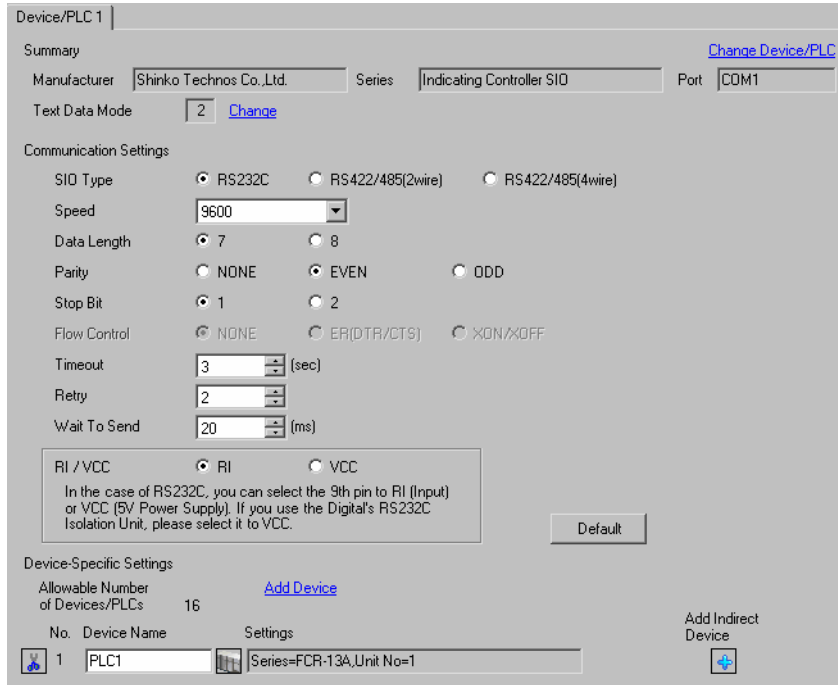 Device/PLC 1
Summary
Change Device/PLC
Manufacturer Shinko Technos Co.,Ltd. Series Indicating Controller SIO Port COM1
Text Data Mode 2 Change
Communication Settings
SIO Type RS232C RS422/485(2wire) RS422/485(4wire)
Speed 9600
Data Length 7 8
Parity NONE EVEN ODD
Stop Bit 1 2
Flow Control NONE ER(DTR/CTS) XON/XOFF
Timeout 3 (sec)
Retry 2
Wait To Send 20 (ms)
RI / VCC RI VCC
In the case of RS232C, you can select the 9th pin to RI (Input)
or VCC (5V Power Supply). If you use the Digital's RS232C
Isolation Unit, please select it to VCC.
Default
Device-Specific Settings
Allowable Number
of Devices/PLCs 16
Add Device
No. Device Name Settings
Add Indirect
Device
1 PLC1 Series=FCR-13A,Unit No=1